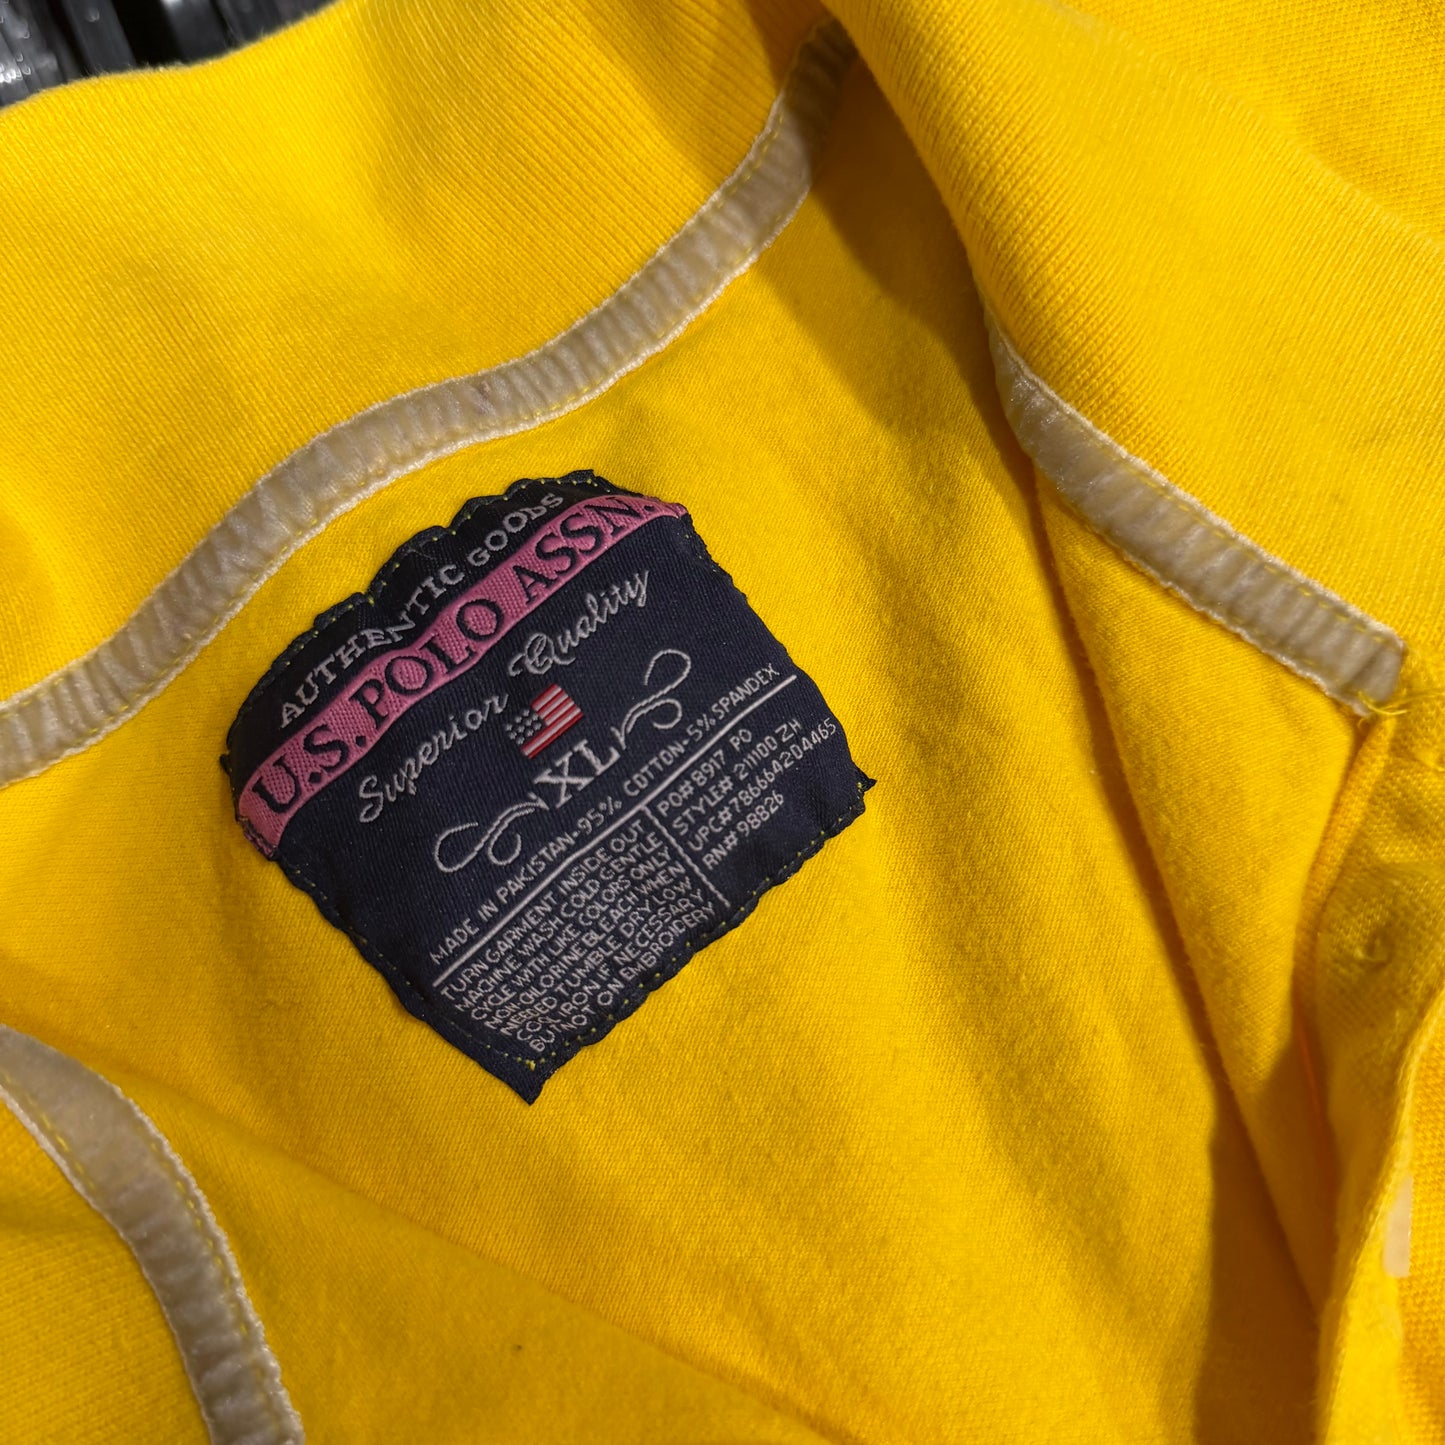 AUTHENTIC GOODS
U.S. POLO ASSN.
Superior Quality
XL
MADE IN PAKISTAN-95% COTTON-5% SPANDEX
TURN GARMENT INSIDE OUT
MACHINE WASH COLD GENTLE
CYCLE WITH LIKE COLORS ONLY
NON CHLORINE BLEACH WHEN
NEEDED TUMBLE DRY LOW
COOL IRON IF NECESSARY
BUT NOT ON EMBROIDERY
PO# 8917 PO
STYLE# 211100 ZH
UPC# 786664204465
RN# 98826